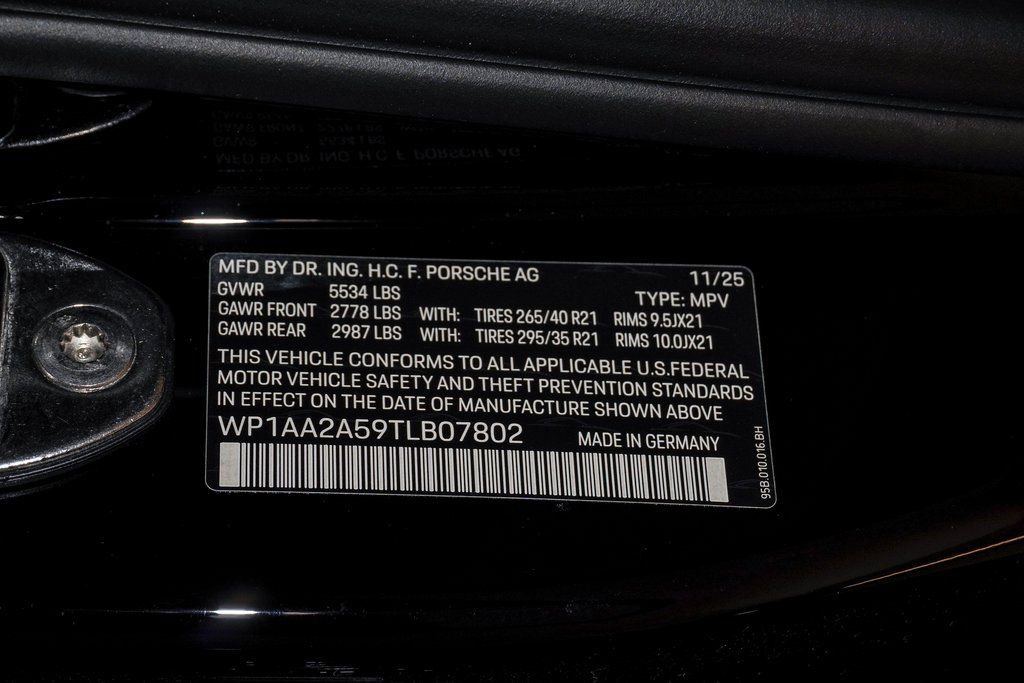 MFD BY DR. ING. H.C. F. PORSCHE AG 11/25
GVWR 5534 LBS TYPE: MPV
GAWR FRONT 2778 LBS WITH: TIRES 265/40 R21 RIMS 9.5JX21
GAWR REAR 2987 LBS WITH: TIRES 295/35 R21 RIMS 10.0JX21
THIS VEHICLE CONFORMS TO ALL APPLICABLE U.S.FEDERAL
MOTOR VEHICLE SAFETY AND THEFT PREVENTION STANDARDS
IN EFFECT ON THE DATE OF MANUFACTURE SHOWN ABOVE
WP1AA2A59TLB07802 MADE IN GERMANY
95B.010.016.BH